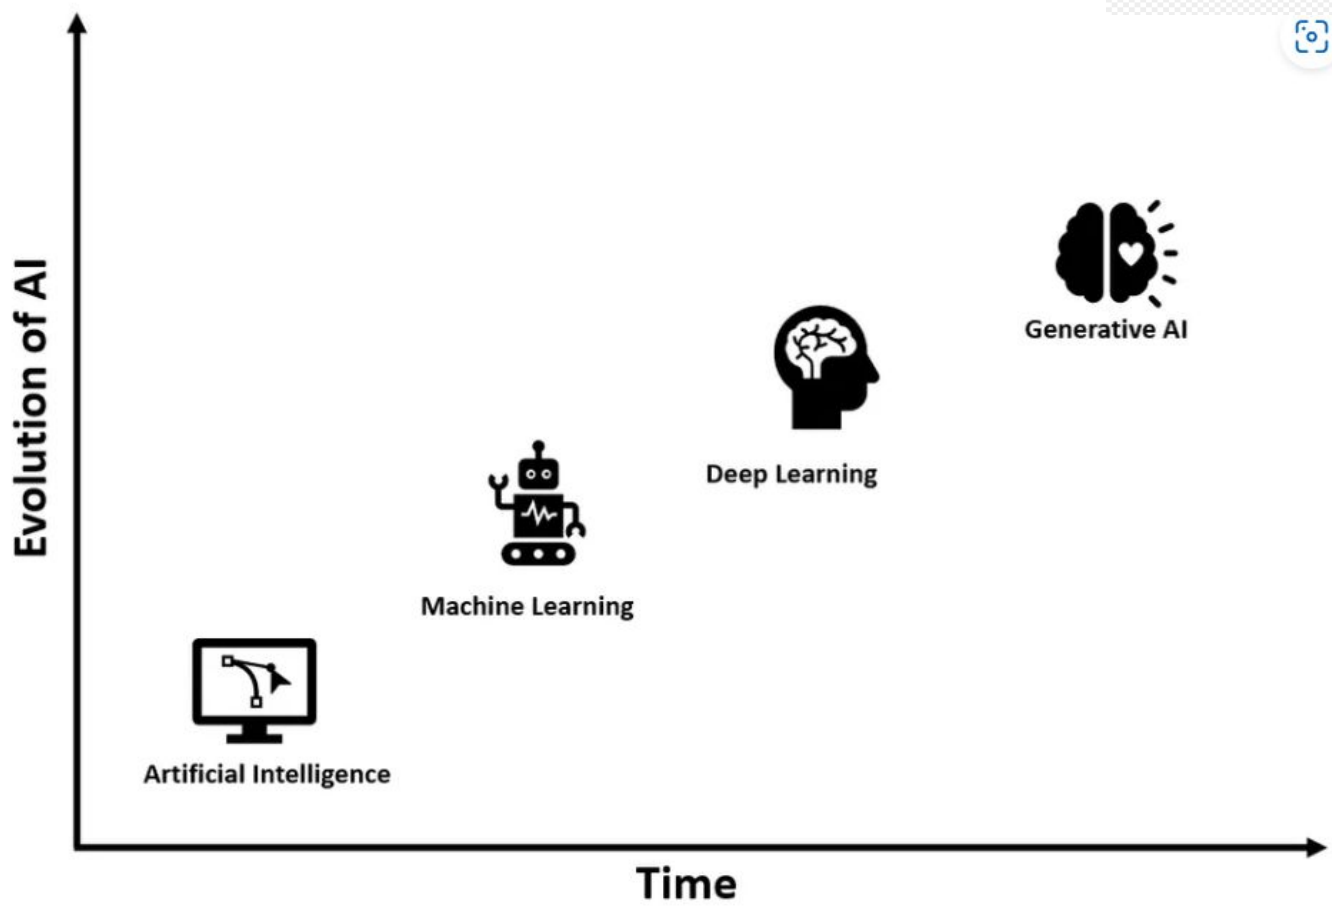 Evolution of AI
Generative AI
Deep Learning
Machine Learning
Artificial Intelligence
Time